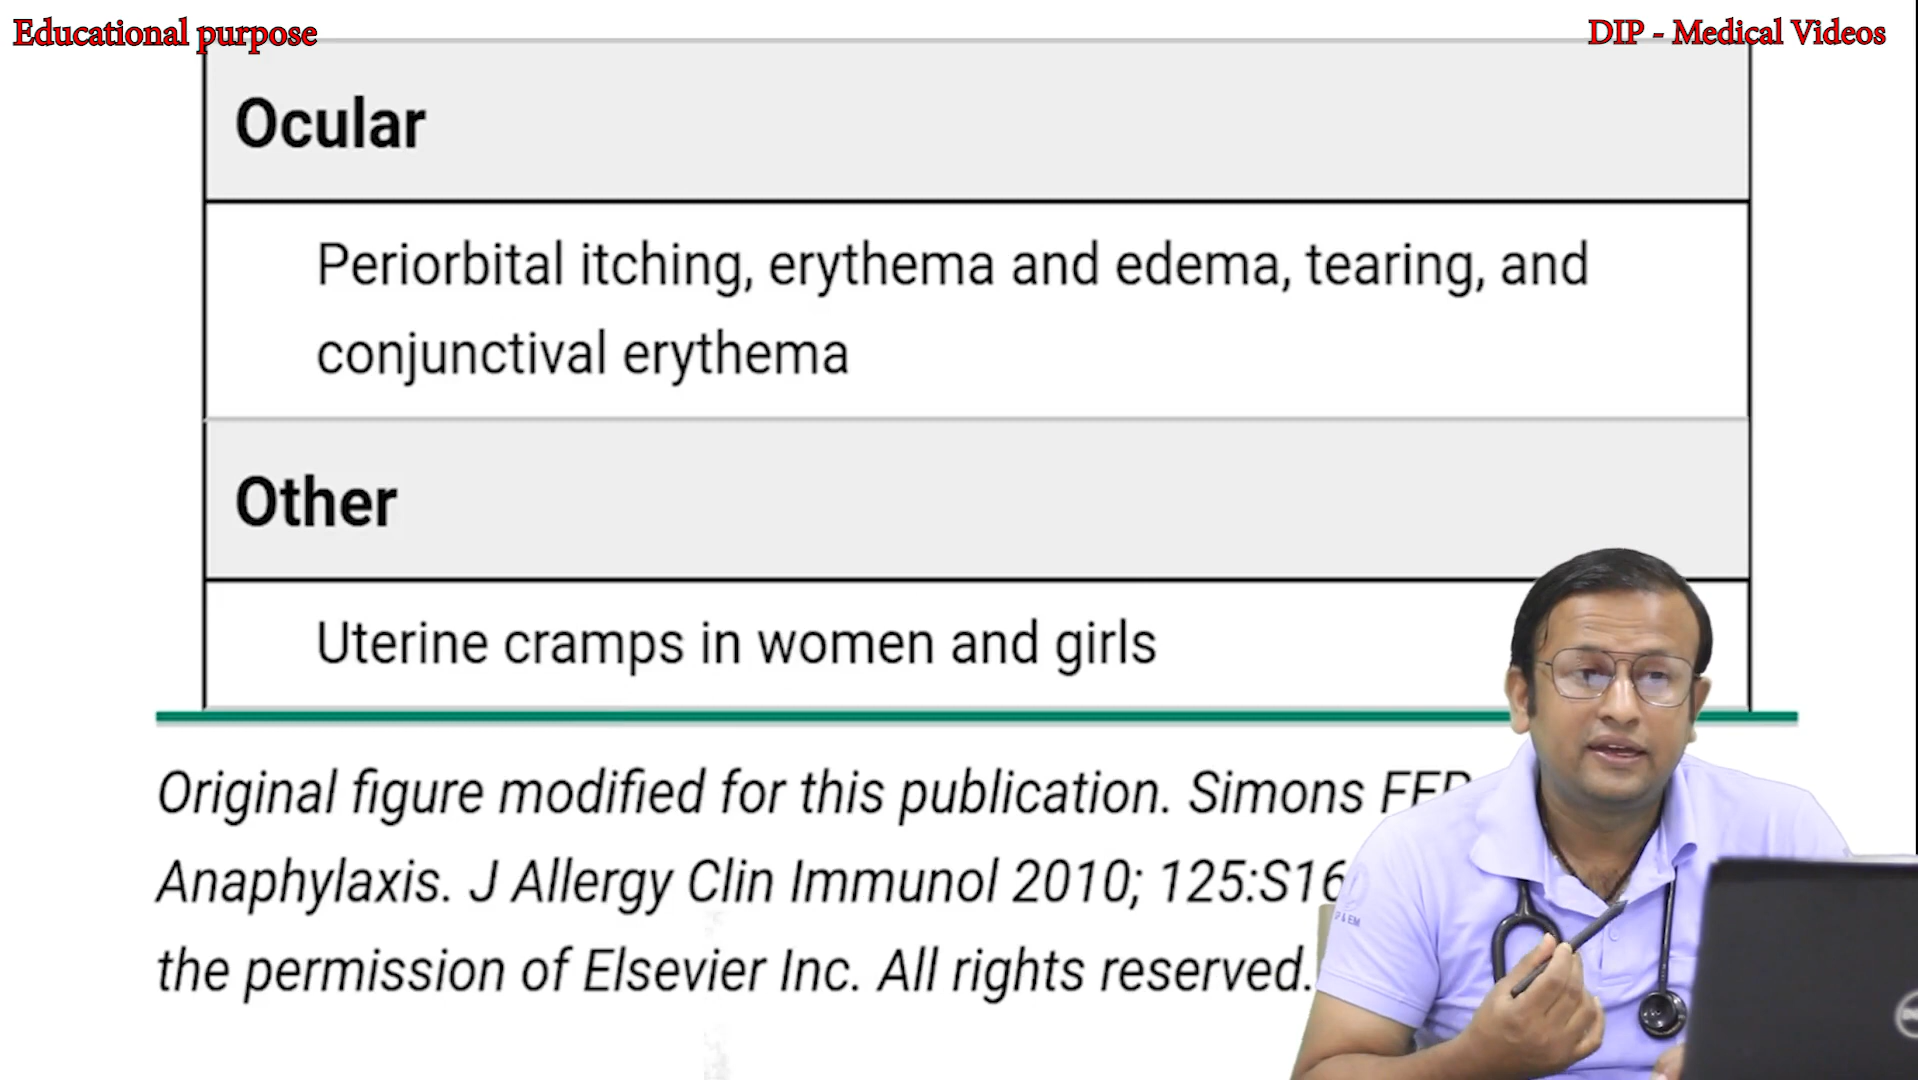 Educational purpose
DIP - Medical Videos
Ocular
Periorbital itching, erythema and edema, tearing, and
conjunctival erythema
Other
Uterine cramps in women and girls
Original figure modified for this publication. Simons
Anaphylaxis. J Allergy Clin Immunol 2010; 125:S16
the permission of Elsevier Inc. All rights reserved.
& EM